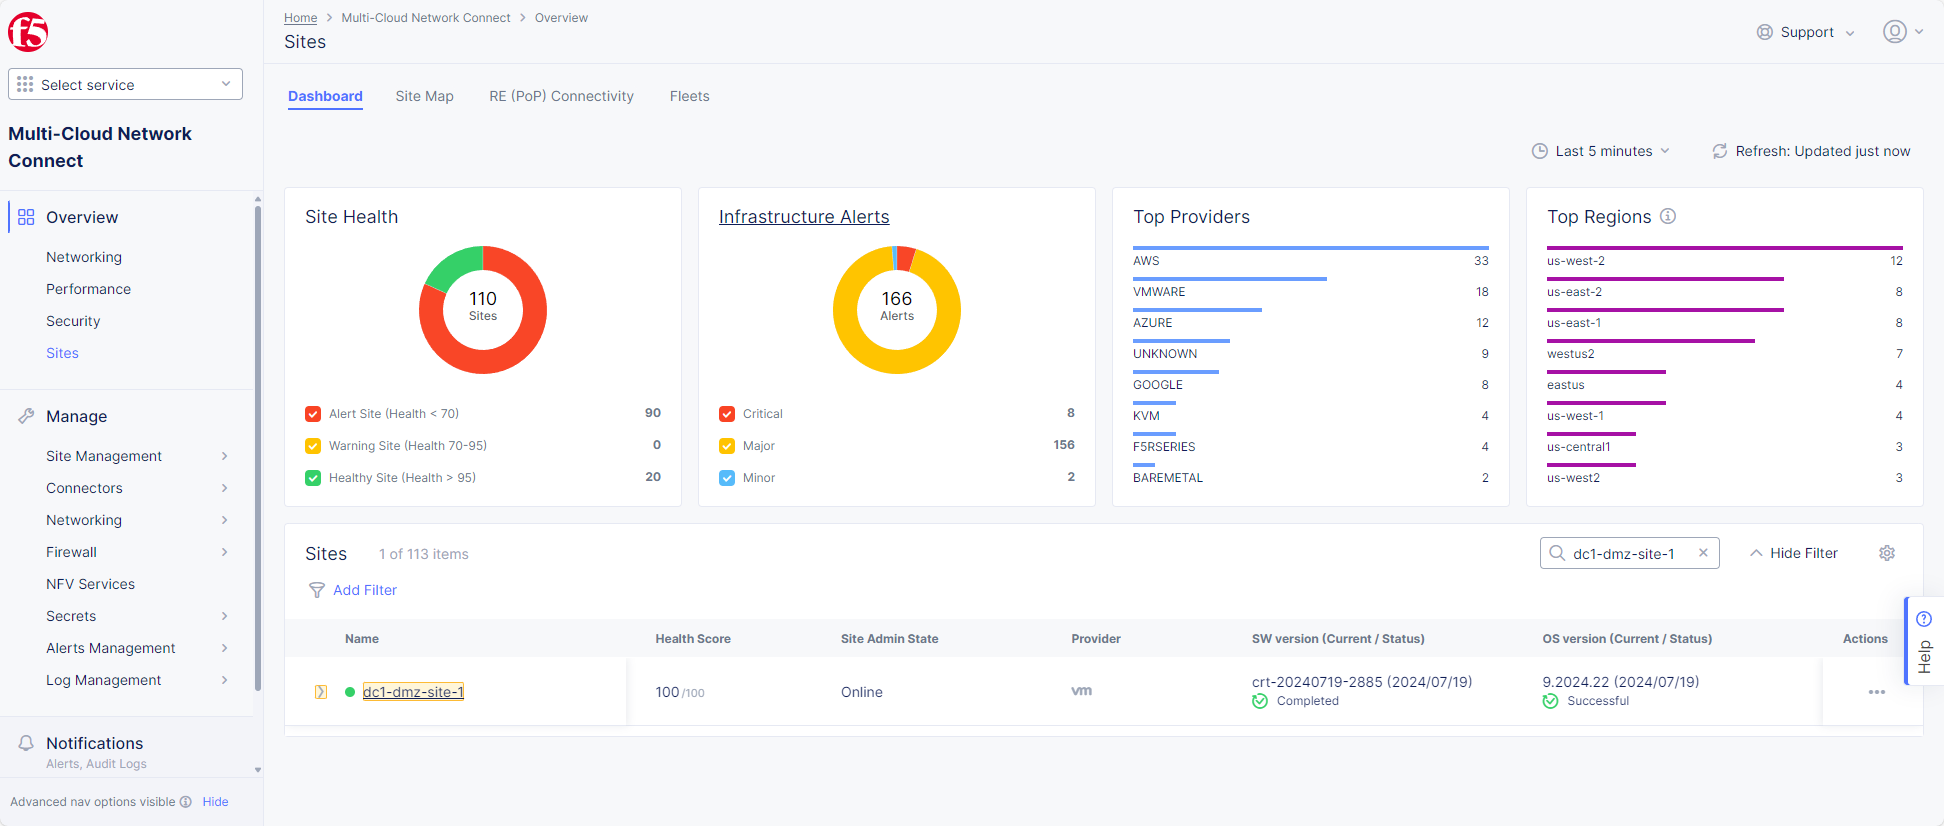 f5
Select service
Multi-Cloud Network
Connect
Overview
Networking
Performance
Security
Sites
Manage
Site Management
Connectors
Networking
Firewall
NFV Services
Secrets
Alerts Management
Log Management
Notifications
Alerts, Audit Logs
Advanced nav options visible Hide
Home > Multi-Cloud Network Connect > Overview
Sites
Support
Dashboard Site Map RE (PoP) Connectivity Fleets
Last 5 minutes Refresh: Updated just now
Site Health
110
Sites
Alert Site (Health < 70) 90
Warning Site (Health 70-95) 0
Healthy Site (Health > 95) 20
Infrastructure Alerts
166
Alerts
Critical 8
Major 156
Minor 2
Top Providers
AWS 33
VMWARE 18
AZURE 12
UNKNOWN 9
GOOGLE 8
KVM 4
F5RSERIES 4
BAREMETAL 2
Top Regions
us-west-2 12
us-east-2 8
us-east-1 8
westus2 7
eastus 4
us-west-1 4
us-central1 3
us-west2 3
Sites 1 of 113 items
dc1-dmz-site-1 Hide Filter
Add Filter
Name Health Score Site Admin State Provider SW version (Current / Status) OS version (Current / Status) Actions
dc1-dmz-site-1 100 /100 Online vm crt-20240719-2885 (2024/07/19) 9.2024.22 (2024/07/19)
Completed Successful
Help